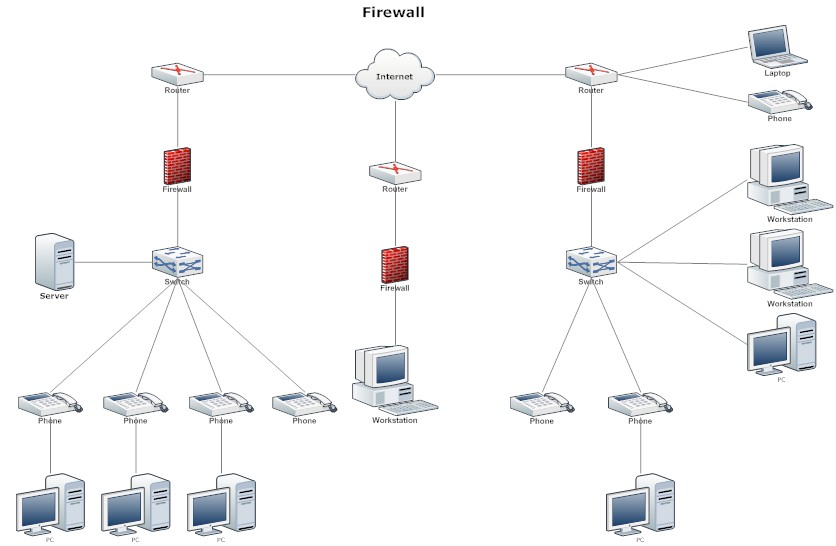 Firewall
Internet
Router
Router
Laptop
Phone
Firewall
Router
Firewall
Workstation
Server
Switch
Firewall
Switch
Workstation
PC
Phone
Phone
Phone
Phone
Workstation
Phone
Phone
PC
PC
PC
PC